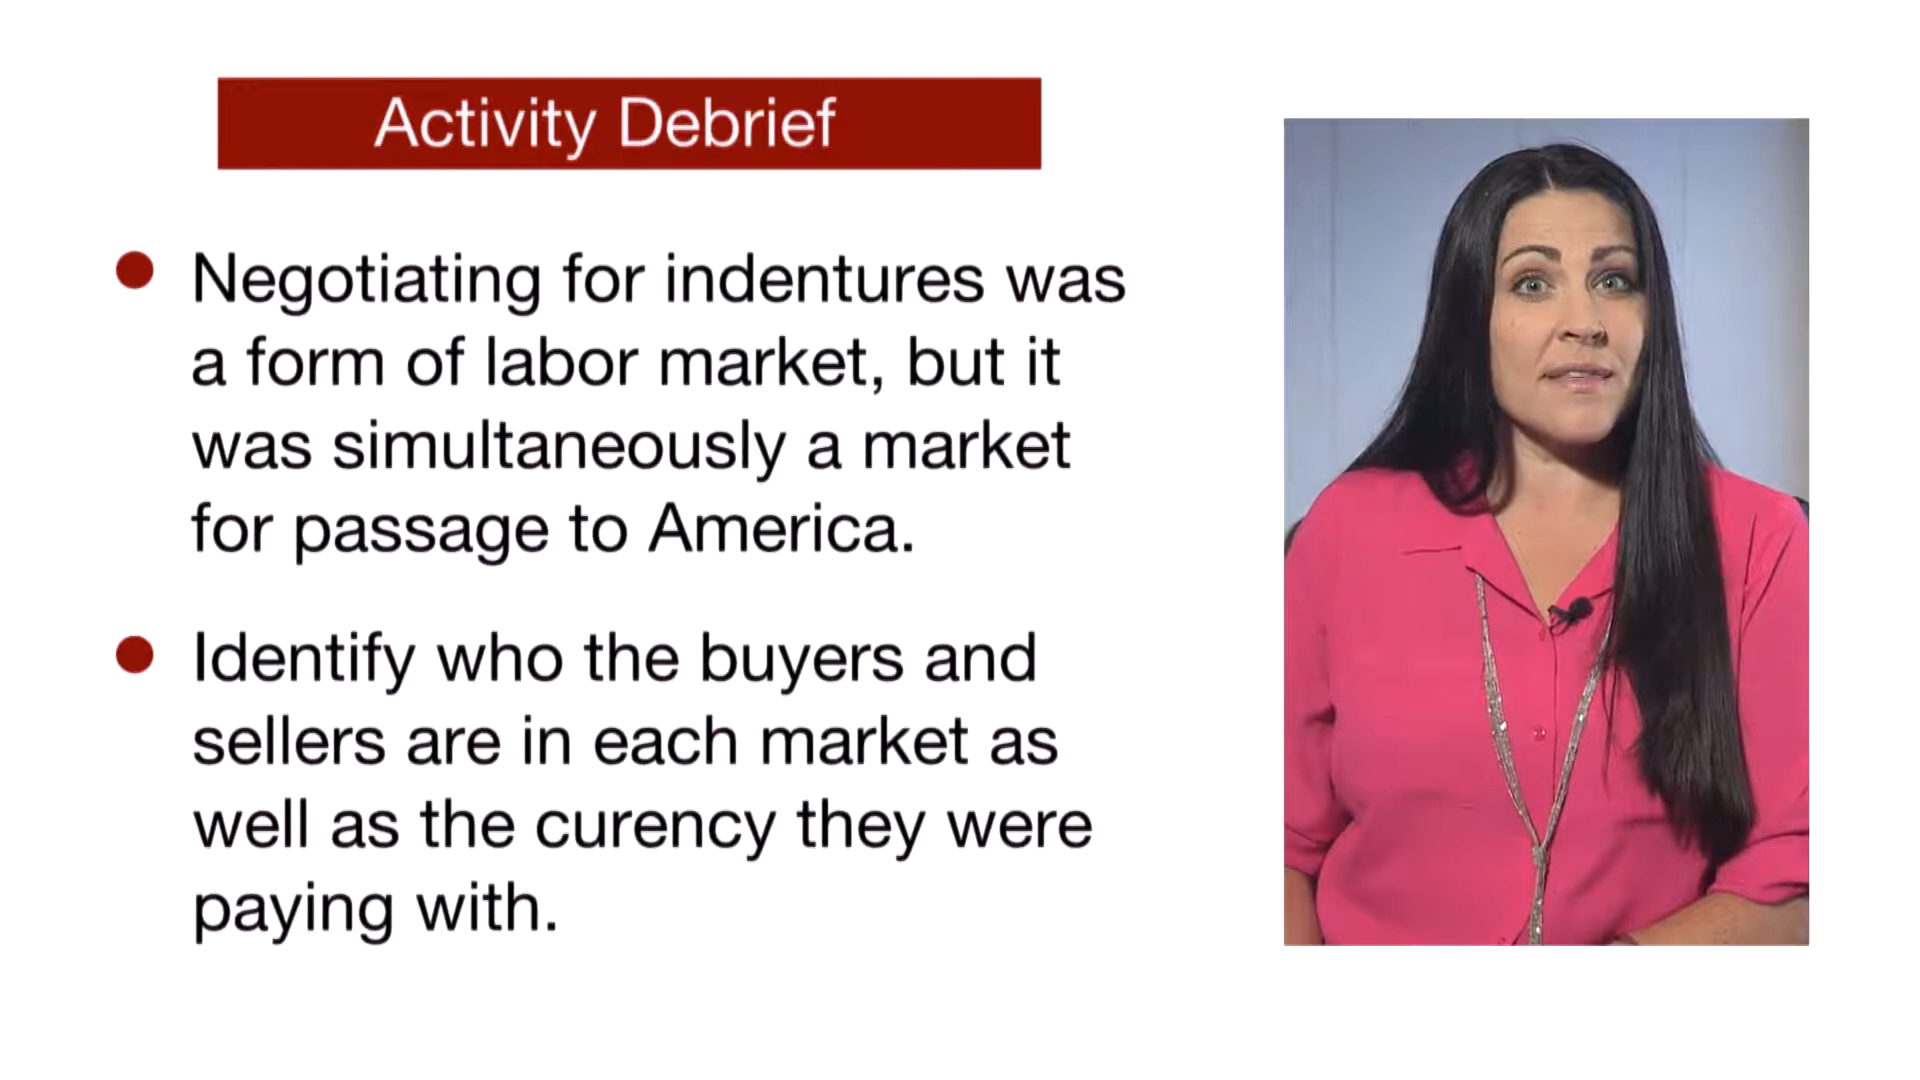 Activity Debrief
Negotiating for indentures was
a form of labor market, but it
was simultaneously a market
for passage to America.
Identify who the buyers and
sellers are in each market as
well as the curency they were
paying with.